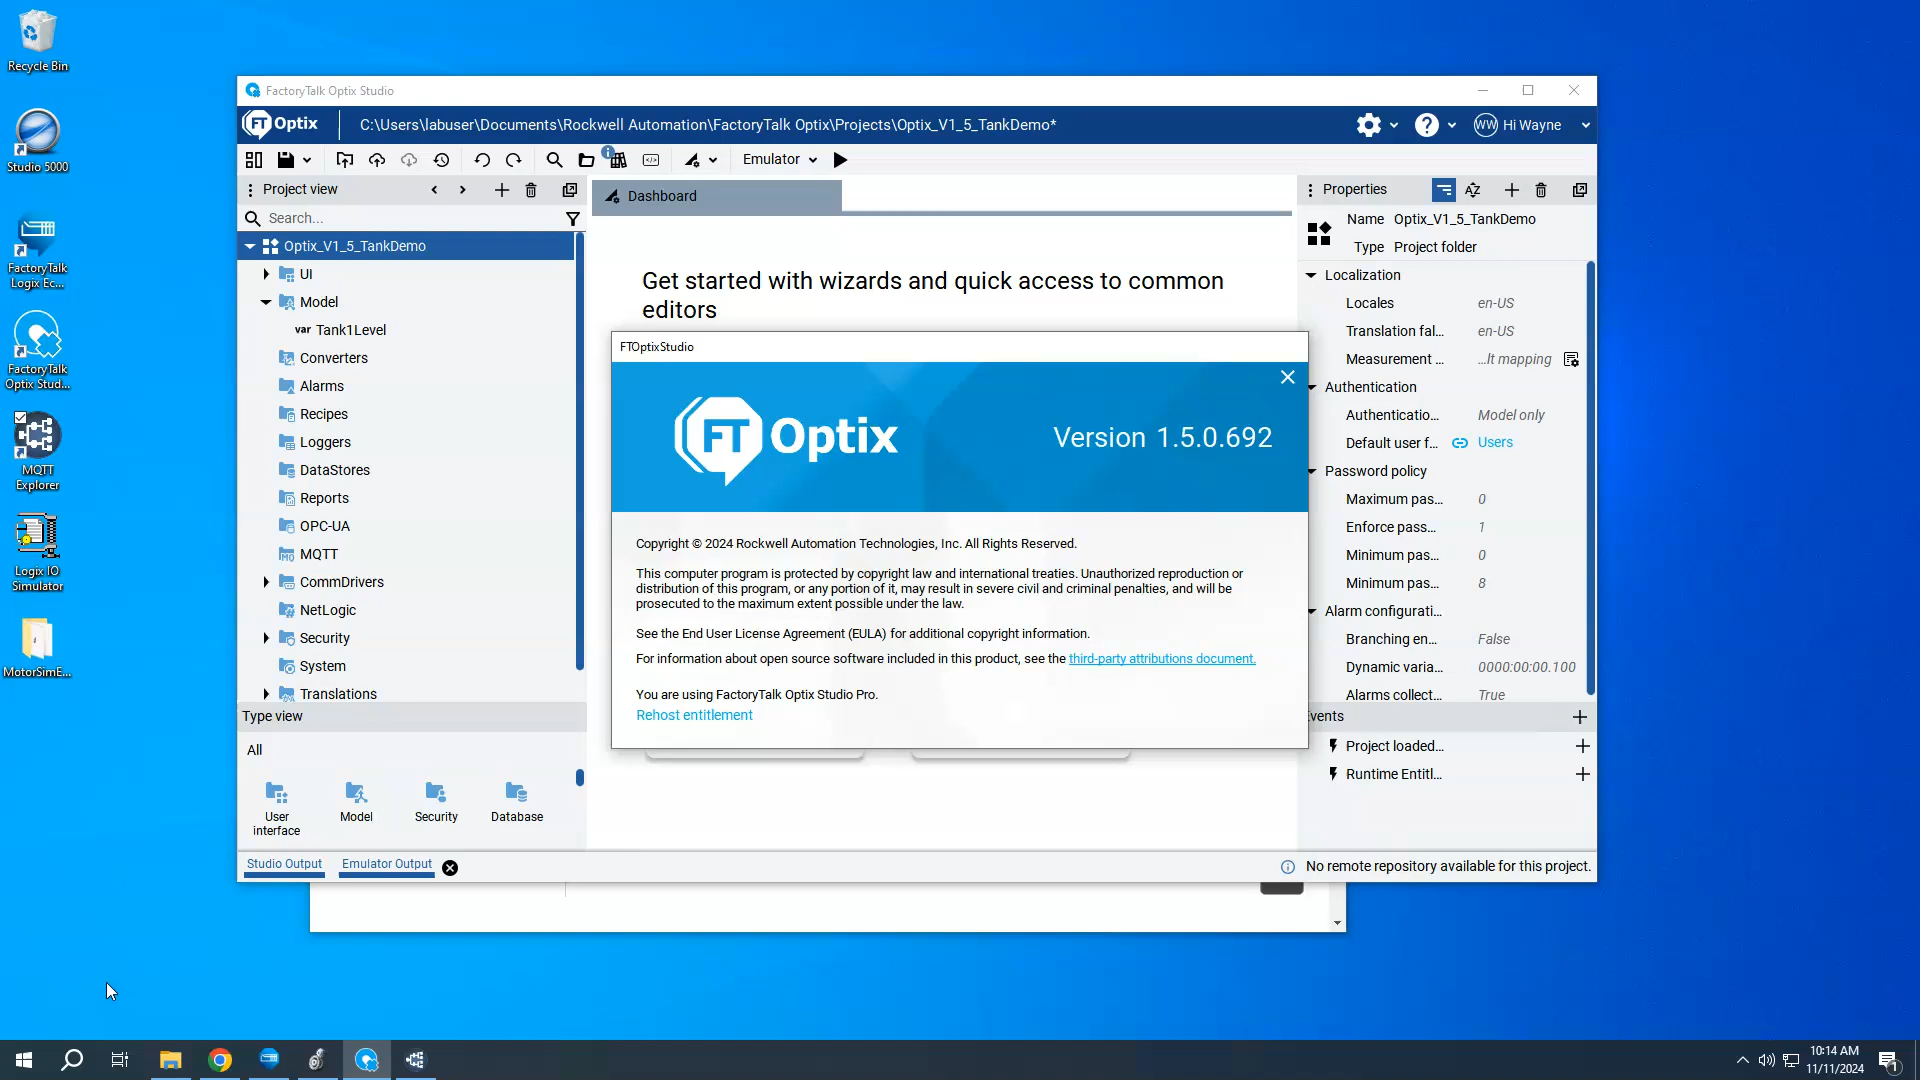 Recycle Bin
Studio 5000
FactoryTalk
Logix Ec...
FactoryTalk
Optix Stud...
MQTT
Explorer
Logix IO
Simulator
MotorSimE...
FactoryTalk Optix Studio
FT Optix
C:\Users\labuser\Documents\Rockwell Automation\FactoryTalk Optix\Projects\Optix_V1_5_TankDemo*
WW Hi Wayne
Emulator
Project view
Search...
Optix_V1_5_TankDemo
UI
Model
var Tank1Level
Converters
Alarms
Recipes
Loggers
DataStores
Reports
OPC-UA
MQTT
CommDrivers
NetLogic
Security
System
Translations
Type view
All
User
interface
Model
Security
Database
Studio Output
Emulator Output
Dashboard
Get started with wizards and quick access to common
editors
FTOptixStudio
FT Optix
Version 1.5.0.692
Copyright © 2024 Rockwell Automation Technologies, Inc. All Rights Reserved.
This computer program is protected by copyright law and international treaties. Unauthorized reproduction or
distribution of this program, or any portion of it, may result in severe civil and criminal penalties, and will be
prosecuted to the maximum extent possible under the law.
See the End User License Agreement (EULA) for additional copyright information.
For information about open source software included in this product, see the third-party attributions document.
You are using FactoryTalk Optix Studio Pro.
Rehost entitlement
Properties
Name Optix_V1_5_TankDemo
Type Project folder
Localization
Locales en-US
Translation fal... en-US
Measurement ... ...lt mapping
Authentication
Authenticatio... Model only
Default user f... Users
Password policy
Maximum pas... 0
Enforce pass... 1
Minimum pas... 0
Minimum pas... 8
Alarm configurati...
Branching en... False
Dynamic varia... 0000:00:00.100
Alarms collect... True
Events
Project loaded...
Runtime Entitl...
No remote repository available for this project.
10:14 AM
11/11/2024
1